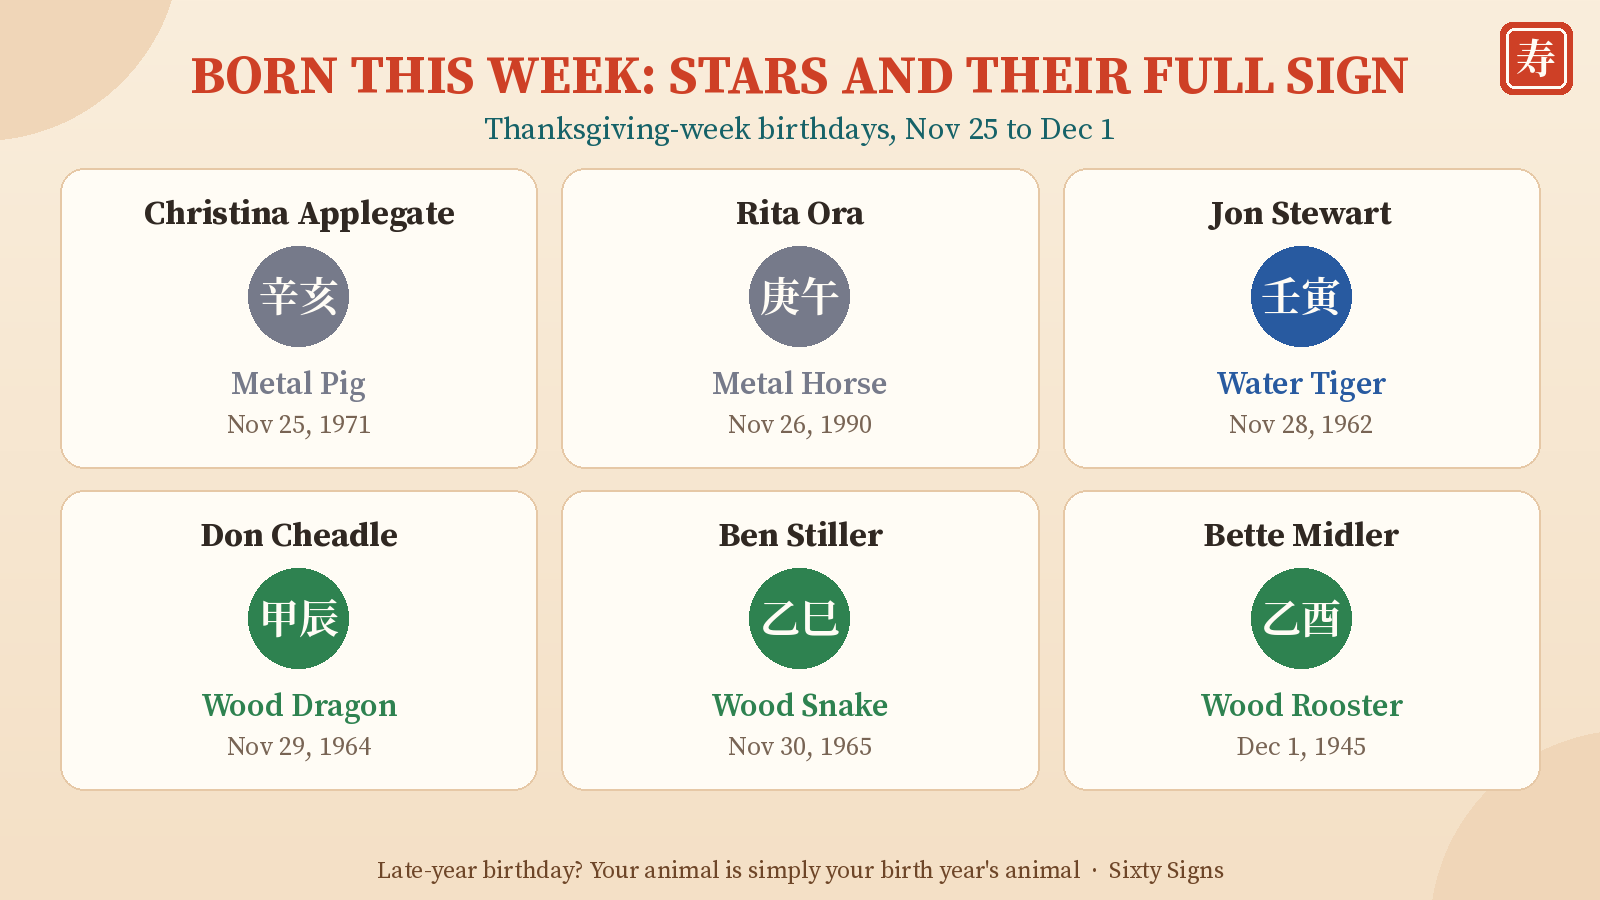 寿
BORN THIS WEEK: STARS AND THEIR FULL SIGN
Thanksgiving-week birthdays, Nov 25 to Dec 1
Christina Applegate
辛亥
Metal Pig
Nov 25, 1971
Rita Ora
庚午
Metal Horse
Nov 26, 1990
Jon Stewart
壬寅
Water Tiger
Nov 28, 1962
Don Cheadle
甲辰
Wood Dragon
Nov 29, 1964
Ben Stiller
乙巳
Wood Snake
Nov 30, 1965
Bette Midler
乙酉
Wood Rooster
Dec 1, 1945
Late-year birthday? Your animal is simply your birth year's animal · Sixty Signs